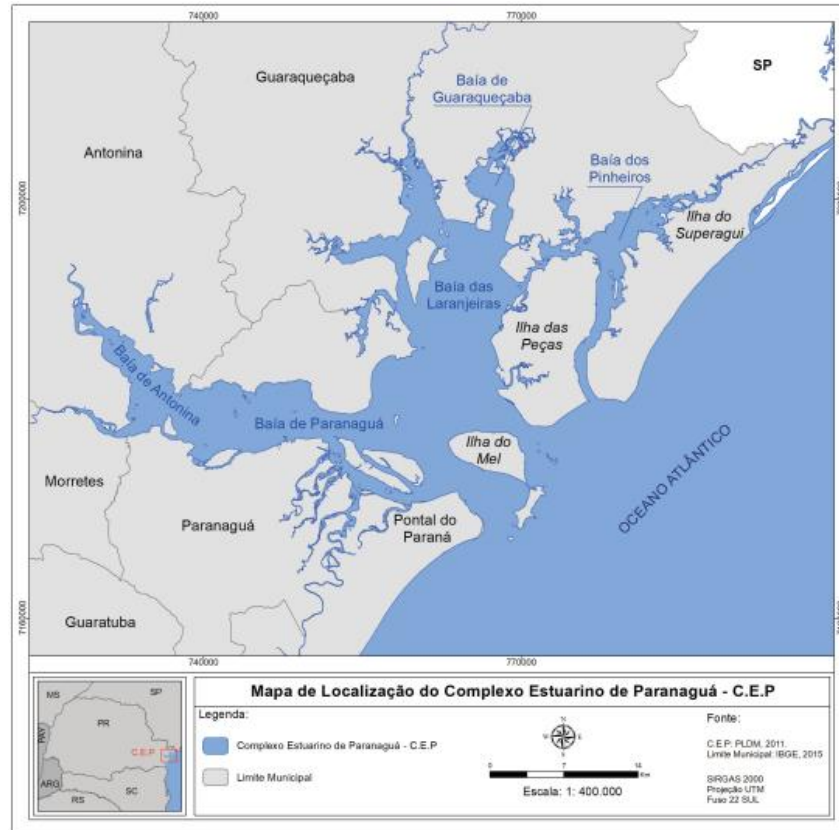 740000
770000
SP
Guaraqueçaba
Baía de
Guaraqueçaba
Antonina
Baía dos
Pinheiros
7200000
Ilha do
Superagui
Baía das
Laranjeiras
Ilha das
Peças
Baía de Antonina
Baía de Paranaguá
Ilha do
Mel
OCEANO ATLÂNTICO
Morretes
Paranaguá
Pontal do
Paraná
7160000
Guaratuba
740000
770000
MS
SP
PR
PAY
C.E.P
ARG
SC
RS
Mapa de Localização do Complexo Estuarino de Paranaguá - C.E.P
Legenda:
Complexo Estuarino de Paranaguá - C.E.P
Limite Municipal
N
W
E
S
0
7
14
Km
Escala: 1: 400.000
Fonte:
C.E.P: PLDM, 2011.
Limite Municipal: IBGE, 2015
SIRGAS 2000
Projeção UTM
Fuso 22 SUL